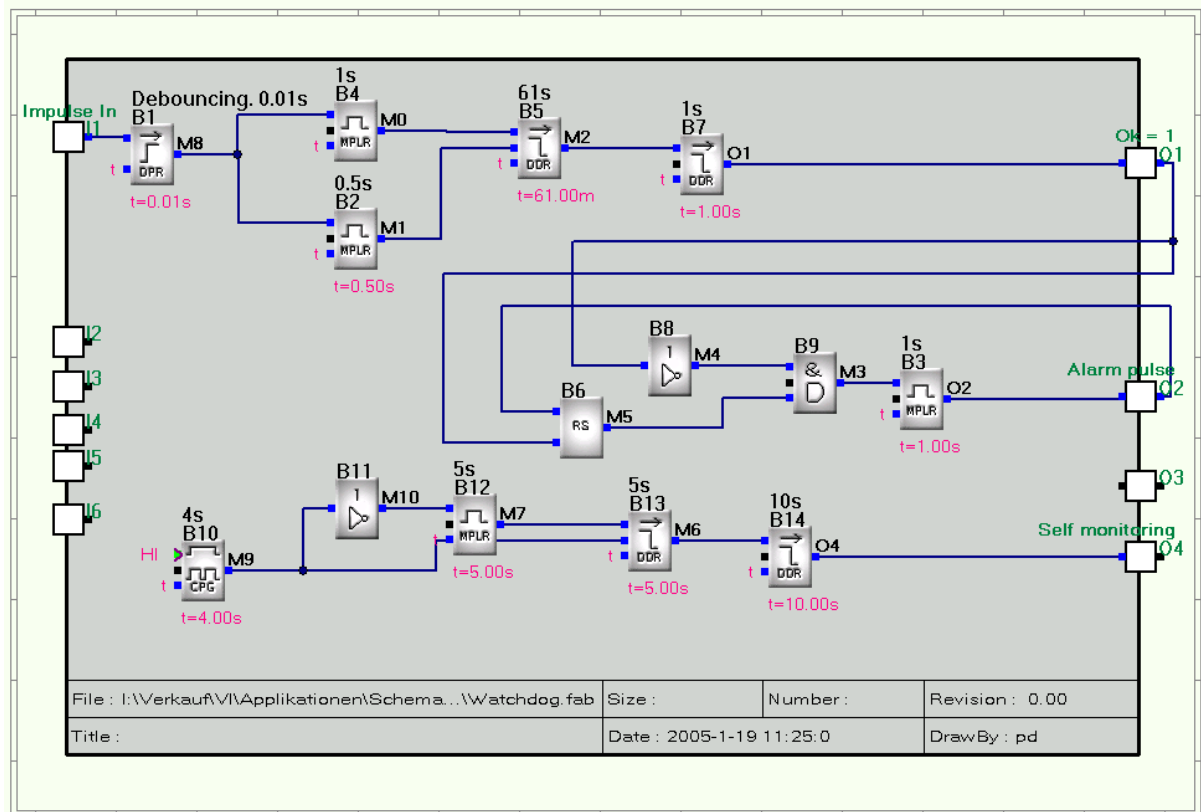 Impulse In
I1
Debouncing. 0.01s
B1
DPR
t
t=0.01s
M8
1s
B4
MPLR
t
M0
0.5s
B2
MPLR
t
t=0.50s
M1
61s
B5
DDR
t
t=61.00m
M2
1s
B7
DDR
t
t=1.00s
O1
Ok = 1
O1
I2
I3
I4
I5
I6
B8
1
M4
B9
&
M3
1s
B3
MPLR
t
t=1.00s
O2
Alarm pulse
O2
B6
RS
M5
B11
1
M10
4s
B10
HI
CPG
t
t=4.00s
M9
5s
B12
MPLR
t
t=5.00s
M7
5s
B13
DDR
t
t=5.00s
M6
10s
B14
DDR
t
t=10.00s
O4
O3
Self monitoring
O4
File : I:\Verkauf\VI\Applikationen\Schema...\Watchdog.fab
Size :
Number :
Revision : 0.00
Title :
Date : 2005-1-19 11:25:0
DrawBy : pd